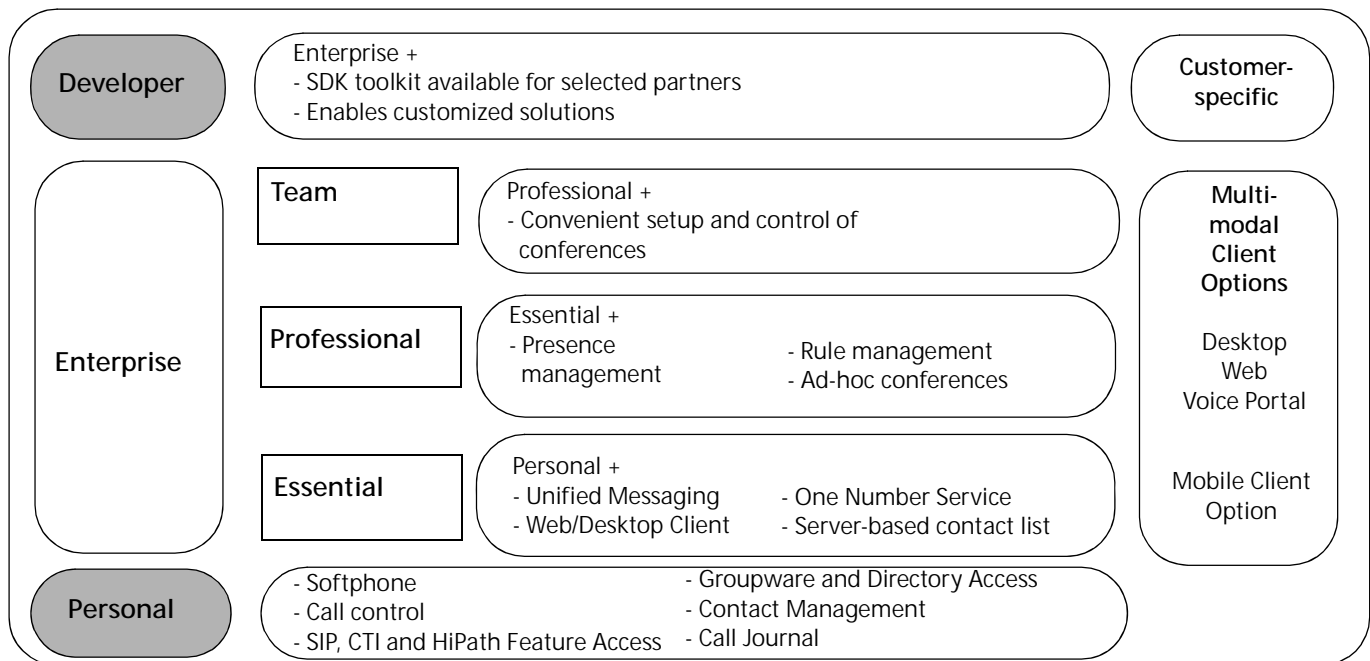 Developer
Enterprise +
- SDK toolkit available for selected partners
- Enables customized solutions
Customer-
specific
Enterprise
Team
Professional +
- Convenient setup and control of
conferences
Professional
Essential +
- Presence
management
- Rule management
- Ad-hoc conferences
Essential
Personal +
- Unified Messaging
- Web/Desktop Client
- One Number Service
- Server-based contact list
Multi-
modal
Client
Options
Desktop
Web
Voice Portal
Mobile Client
Option
Personal
- Softphone
- Call control
- SIP, CTI and HiPath Feature Access
- Groupware and Directory Access
- Contact Management
- Call Journal